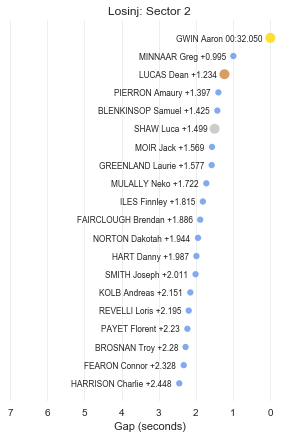 Losinj: Sector 2
GWIN Aaron 00:32.050
MINNAAR Greg +0.995
LUCAS Dean +1.234
PIERRON Amaury +1.397
BLENKINSOP Samuel +1.425
SHAW Luca +1.499
MOIR Jack +1.569
GREENLAND Laurie +1.577
MULALLY Neko +1.722
ILES Finnley +1.815
FAIRCLOUGH Brendan +1.886
NORTON Dakotah +1.944
HART Danny +1.987
SMITH Joseph +2.011
KOLB Andreas +2.151
REVELLI Loris +2.195
PAYET Florent +2.23
BROSNAN Troy +2.28
FEARON Connor +2.328
HARRISON Charlie +2.448
7 6 5 4 3 2 1 0
Gap (seconds)